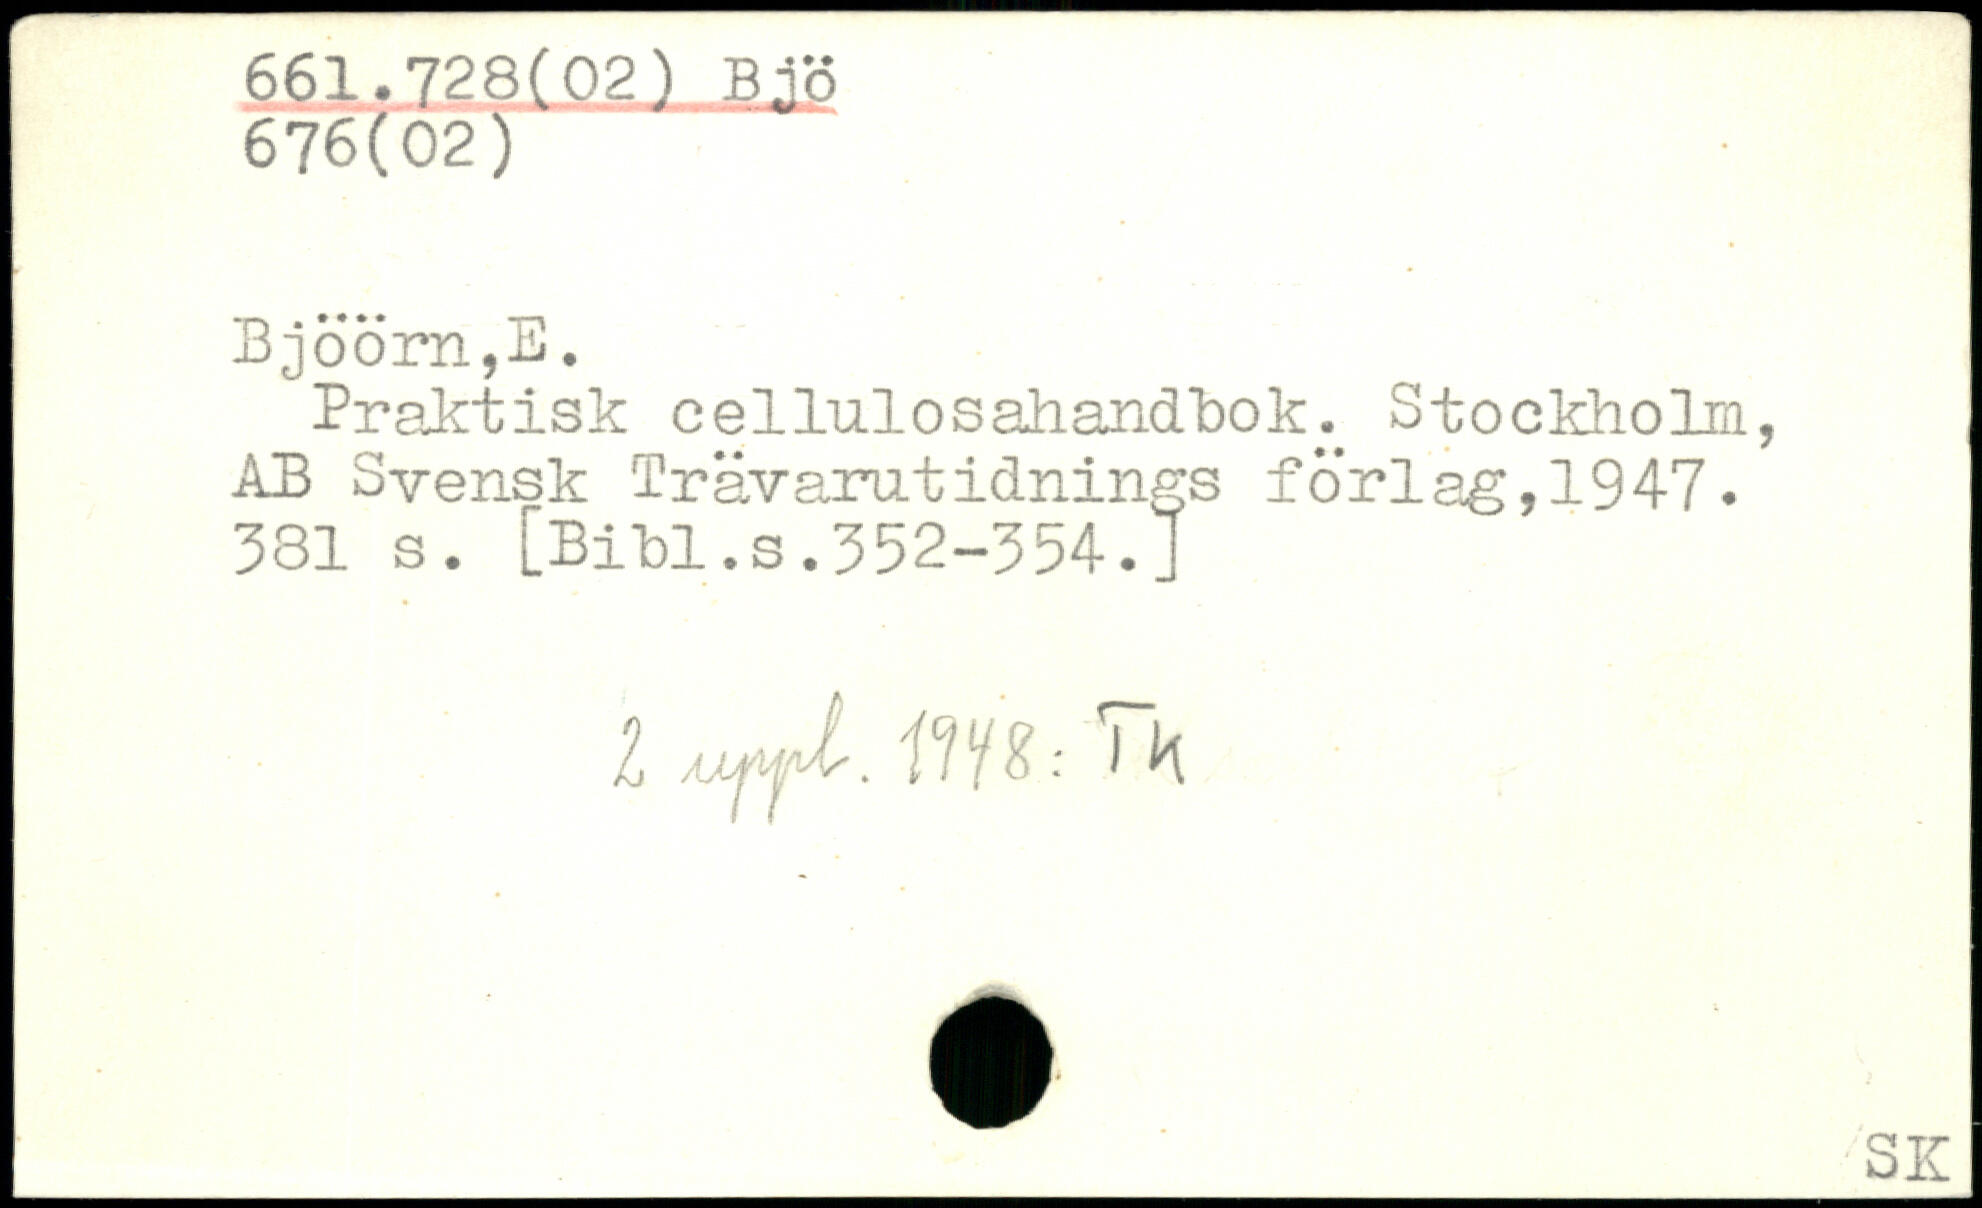 661.728(02) Bjö
676(02)
Bjöörn,E.
Praktisk cellulosahandbok. Stockholm,
AB Svensk Trävarutidnings förlag,1947.
381 s. [Bibl.s.352-354.]
2 uppl. 1948: TK
SK